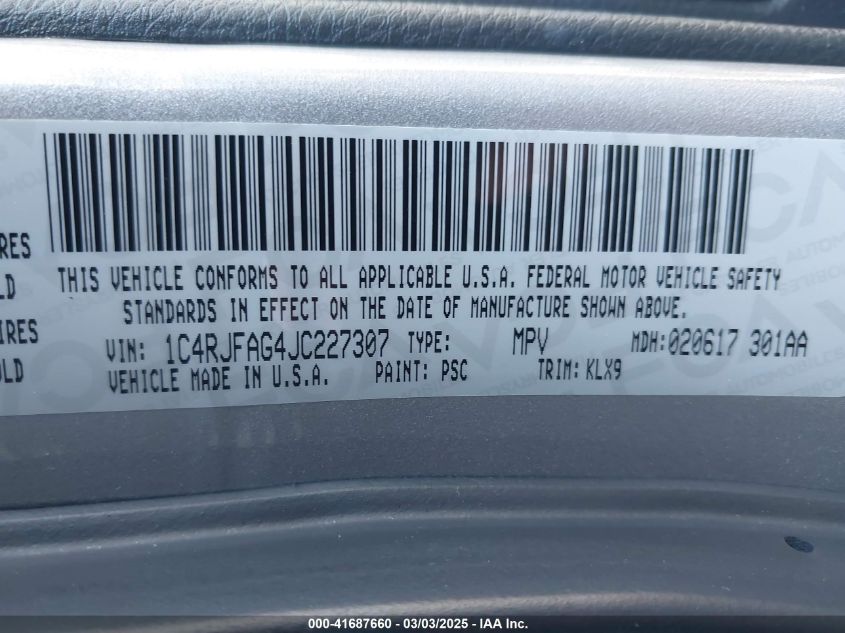 IRES
LD
IRES
OLD
THIS VEHICLE CONFORMS TO ALL APPLICABLE U.S.A. FEDERAL MOTOR VEHICLE SAFETY
STANDARDS IN EFFECT ON THE DATE OF MANUFACTURE SHOWN ABOVE.
VIN: 1C4RJFAG4JC227307 TYPE: MPV MDH:020617 301AA
VEHICLE MADE IN U.S.A. PAINT: PSC TRIM: KLX9
000-41687660 - 03/03/2025 - IAA Inc.